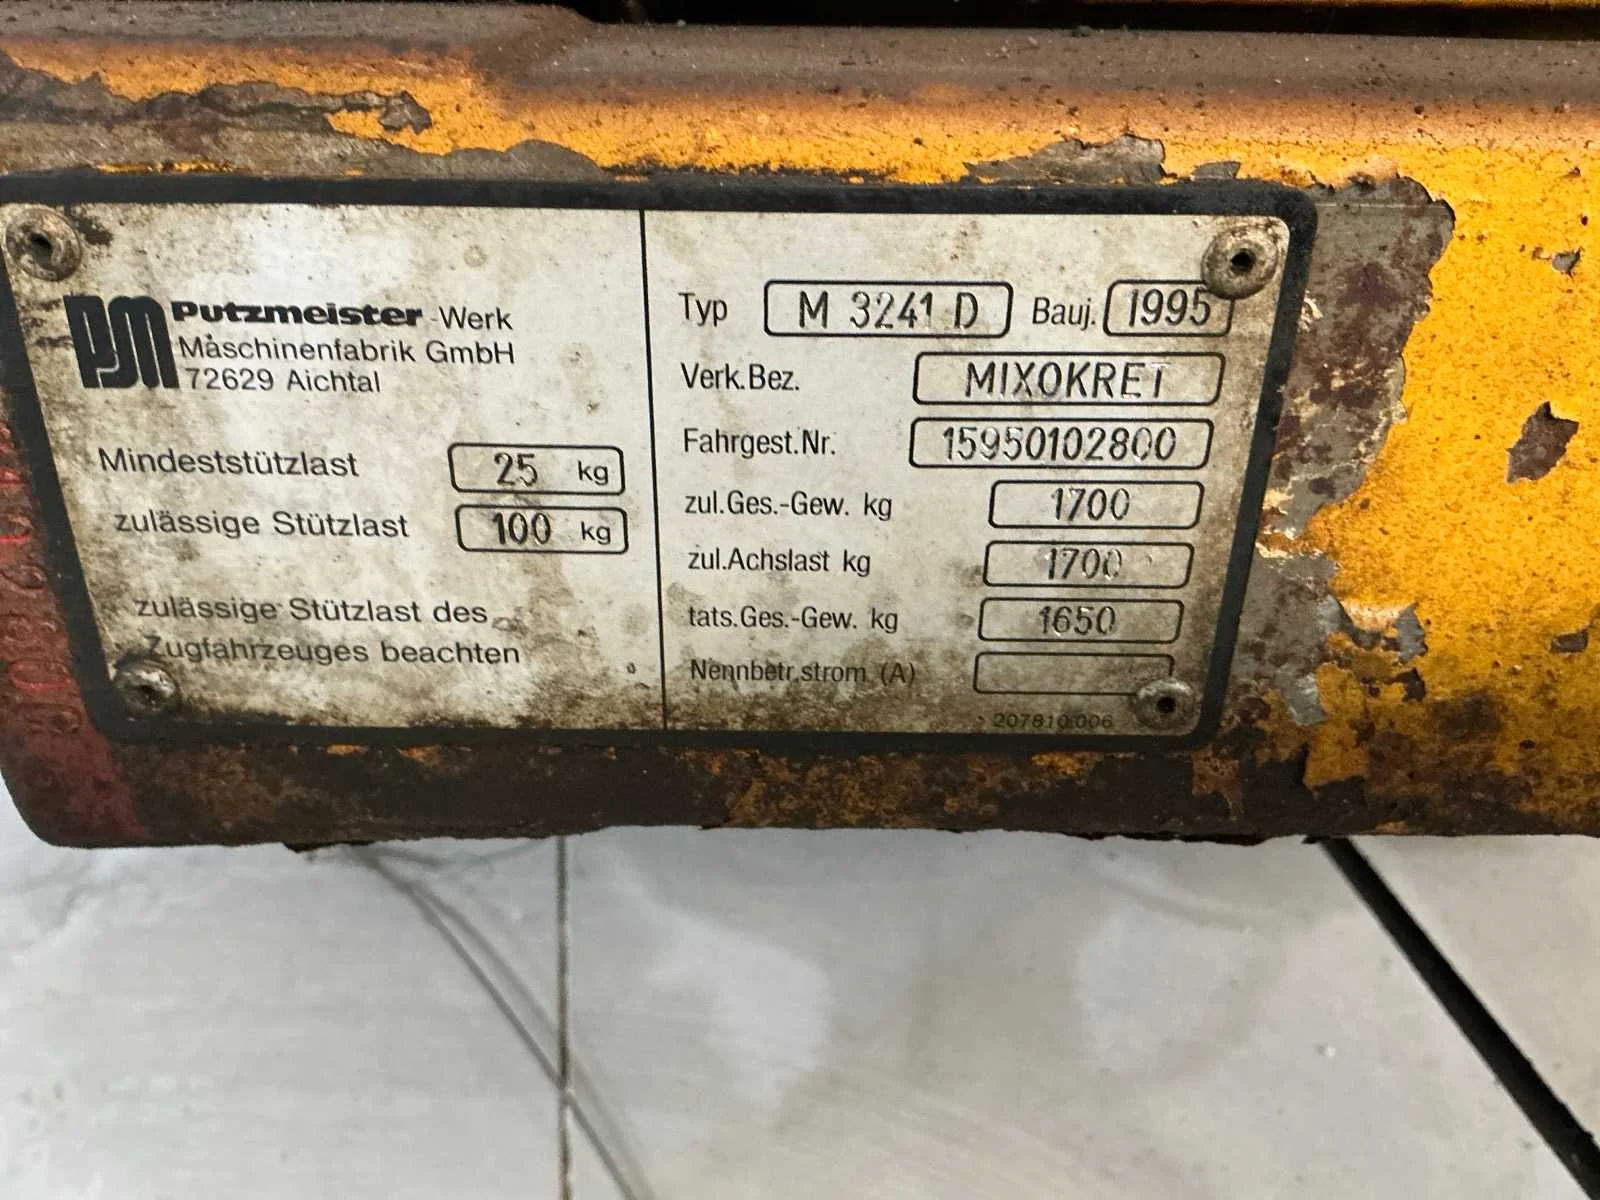 PM Putzmeister-Werk
Maschinenfabrik GmbH
72629 Aichtal
Mindeststützlast 25 kg
zulässige Stützlast 100 kg
zulässige Stützlast des
Zugfahrzeuges beachten
Typ M 3241 D Bauj. 1995
Verk.Bez. MIXOKRET
Fahrgest.Nr. 15950102800
zul.Ges.-Gew. kg 1700
zul.Achslast kg 1700
tats.Ges.-Gew. kg 1650
Nennbetr.strom (A)
207810.006